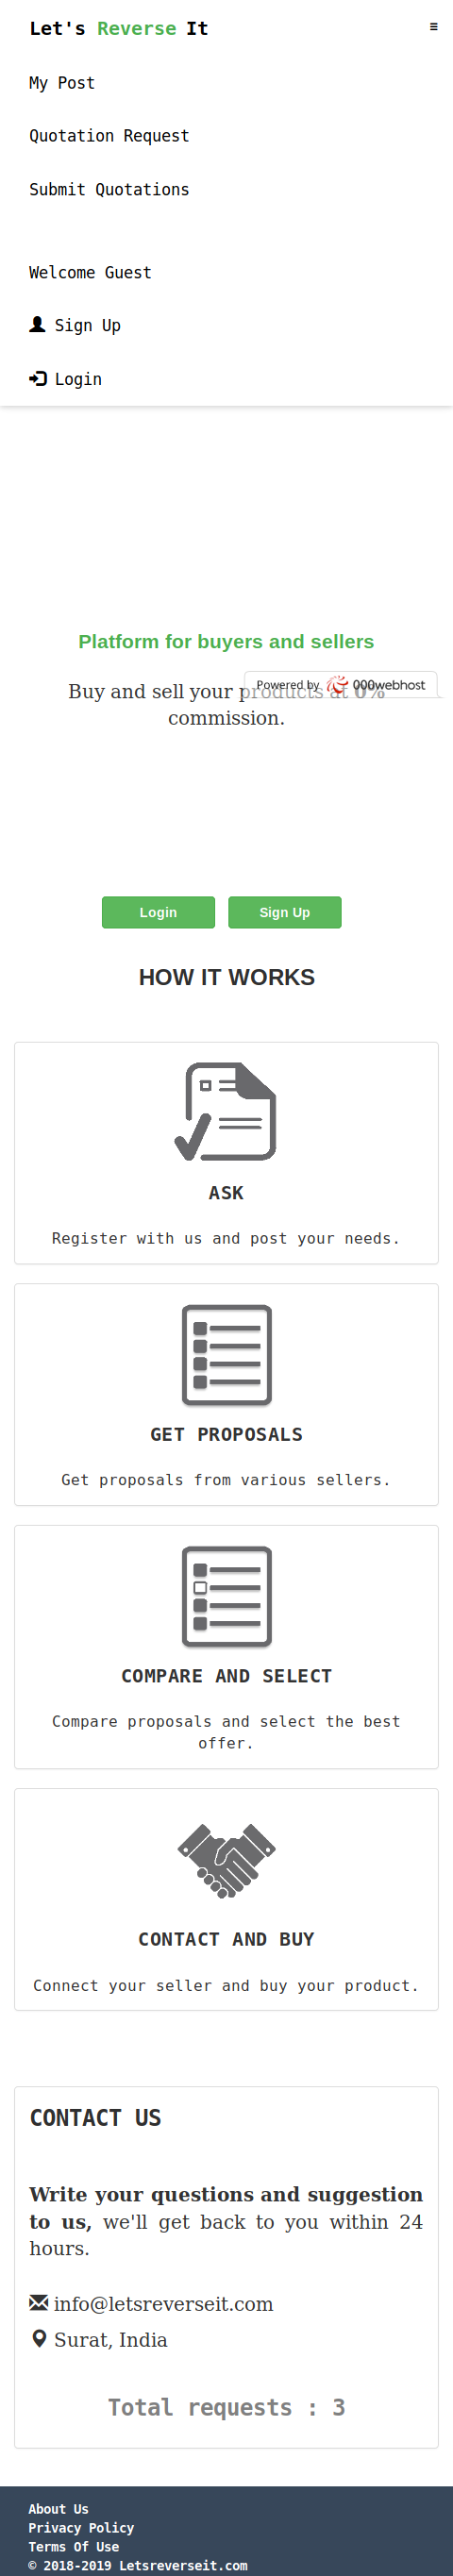 Let's Reverse It
≡
My Post
Quotation Request
Submit Quotations
Welcome Guest
Sign Up
Login
Platform for buyers and sellers
Buy and sell your products at 0%
Powered by 000webhost
commission.
Login
Sign Up
HOW IT WORKS
ASK
Register with us and post your needs.
GET PROPOSALS
Get proposals from various sellers.
COMPARE AND SELECT
Compare proposals and select the best
offer.
CONTACT AND BUY
Connect your seller and buy your product.
CONTACT US
Write your questions and suggestion
to us, we'll get back to you within 24
hours.
info@letsreverseit.com
Surat, India
Total requests : 3
About Us
Privacy Policy
Terms Of Use
© 2018-2019 Letsreverseit.com